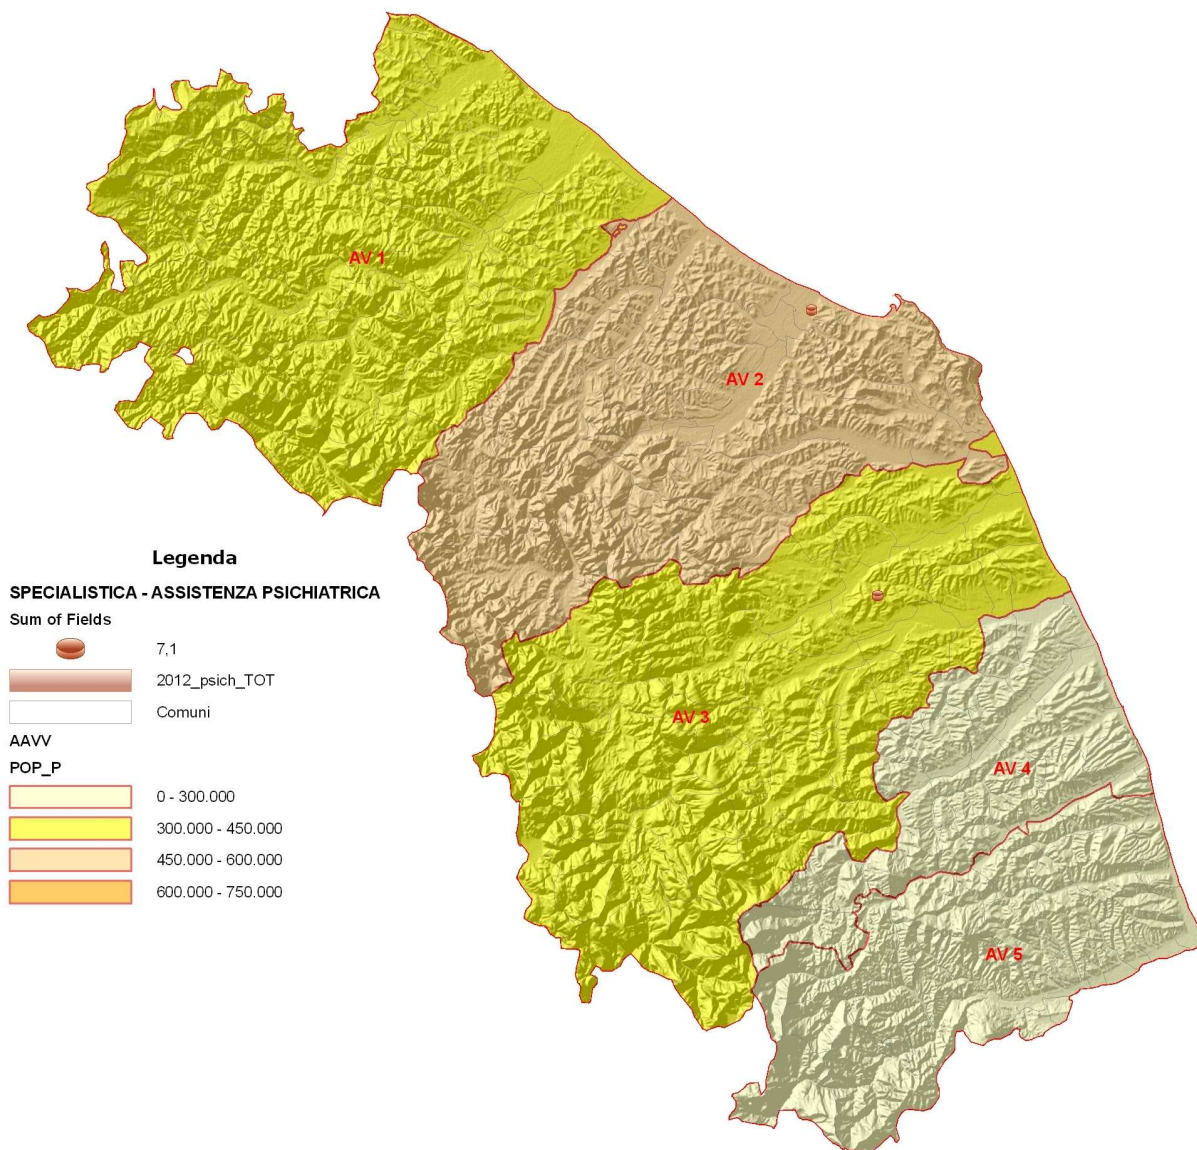 AV 1
AV 2
AV 3
AV 4
AV 5
Legenda
SPECIALISTICA - ASSISTENZA PSICHIATRICA
Sum of Fields
7,1
2012_psich_TOT
Comuni
AAVV
POP_P
0 - 300.000
300.000 - 450.000
450.000 - 600.000
600.000 - 750.000